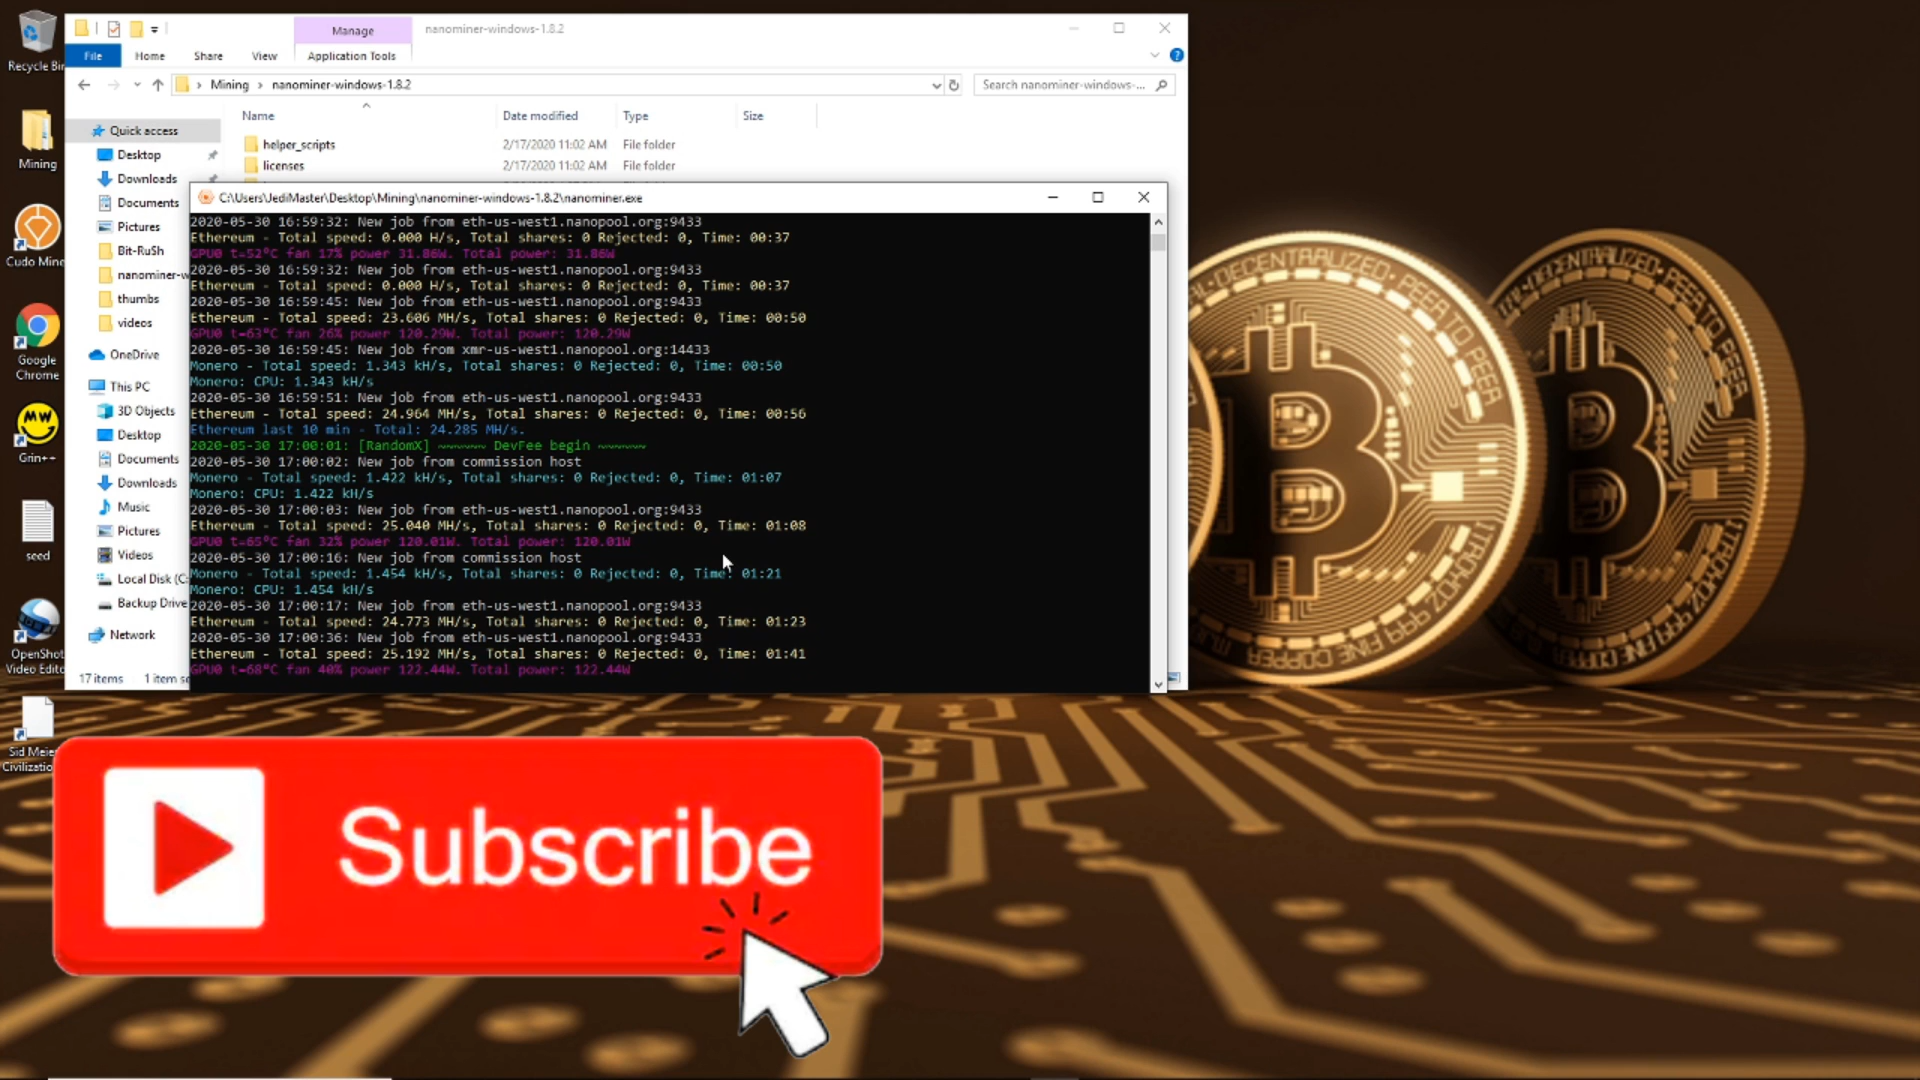 Recycle Bin
Mining
Cudo Mine
Google
Chrome
Grin++
seed
OpenShot
Video Edito
Sid Meie
Civilizatio
Manage
nanominer-windows-1.8.2
File
Home
Share
View
Application Tools
Mining
nanominer-windows-1.8.2
Search nanominer-windows-...
Name
Date modified
Type
Size
helper_scripts 2/17/2020 11:02 AM File folder
licenses 2/17/2020 11:02 AM File folder
Quick access
Desktop
Downloads
Documents
Pictures
Bit-RuSh
nanominer-w
thumbs
videos
OneDrive
This PC
3D Objects
Desktop
Documents
Downloads
Music
Pictures
Videos
Local Disk (C:
Backup Drive
Network
17 items 1 item se
C:\Users\JediMaster\Desktop\Mining\nanominer-windows-1.8.2\nanominer.exe
2020-05-30 16:59:32: New job from eth-us-west1.nanopool.org:9433
Ethereum - Total speed: 0.000 H/s, Total shares: 0 Rejected: 0, Time: 00:37
GPU0 t=52°C fan 17% power 31.86W. Total power: 31.86W
2020-05-30 16:59:32: New job from eth-us-west1.nanopool.org:9433
Ethereum - Total speed: 0.000 H/s, Total shares: 0 Rejected: 0, Time: 00:37
2020-05-30 16:59:45: New job from eth-us-west1.nanopool.org:9433
Ethereum - Total speed: 23.606 MH/s, Total shares: 0 Rejected: 0, Time: 00:50
GPU0 t=63°C fan 26% power 120.29W. Total power: 120.29W
2020-05-30 16:59:45: New job from xmr-us-west1.nanopool.org:14433
Monero - Total speed: 1.343 kH/s, Total shares: 0 Rejected: 0, Time: 00:50
Monero: CPU: 1.343 kH/s
2020-05-30 16:59:51: New job from eth-us-west1.nanopool.org:9433
Ethereum - Total speed: 24.964 MH/s, Total shares: 0 Rejected: 0, Time: 00:56
Ethereum last 10 min - Total: 24.285 MH/s.
2020-05-30 17:00:01: [RandomX] ~~~~~~ DevFee begin ~~~~~~
2020-05-30 17:00:02: New job from commission host
Monero - Total speed: 1.422 kH/s, Total shares: 0 Rejected: 0, Time: 01:07
Monero: CPU: 1.422 kH/s
2020-05-30 17:00:03: New job from eth-us-west1.nanopool.org:9433
Ethereum - Total speed: 25.040 MH/s, Total shares: 0 Rejected: 0, Time: 01:08
GPU0 t=65°C fan 32% power 120.01W. Total power: 120.01W
2020-05-30 17:00:16: New job from commission host
Monero - Total speed: 1.454 kH/s, Total shares: 0 Rejected: 0, Time: 01:21
Monero: CPU: 1.454 kH/s
2020-05-30 17:00:17: New job from eth-us-west1.nanopool.org:9433
Ethereum - Total speed: 24.773 MH/s, Total shares: 0 Rejected: 0, Time: 01:23
2020-05-30 17:00:36: New job from eth-us-west1.nanopool.org:9433
Ethereum - Total speed: 25.192 MH/s, Total shares: 0 Rejected: 0, Time: 01:41
GPU0 t=68°C fan 40% power 122.44W. Total power: 122.44W
DECENTRALIZED · PEER TO PEER
DECENTRALIZED · PEER TO PEER
999 FINE COPPER
Subscribe